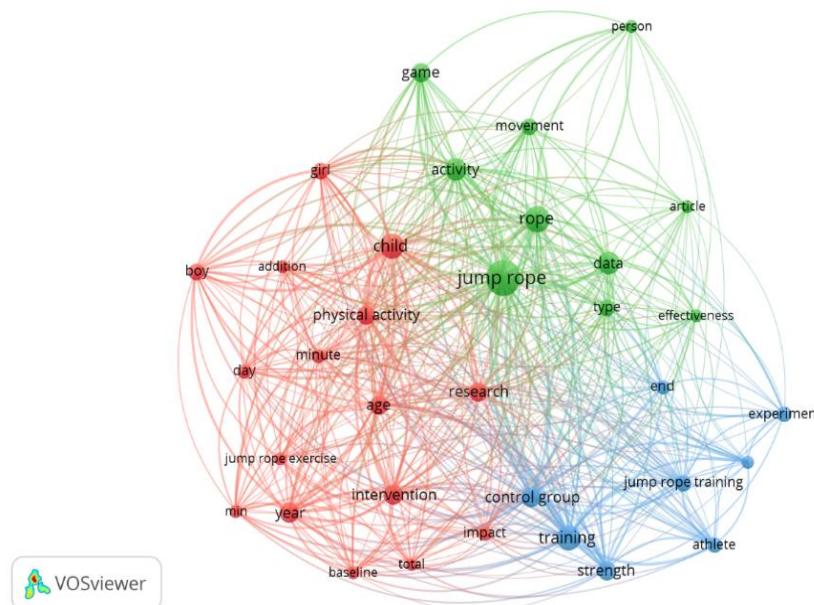 person
game
movement
activity
girl
article
rope
child
data
addition
boy
jump rope
type
physical activity
effectiveness
minute
day
end
research
age
experiment
jump rope exercise
jump rope training
intervention
control group
min
year
impact
training
athlete
total
strength
baseline
VOSviewer